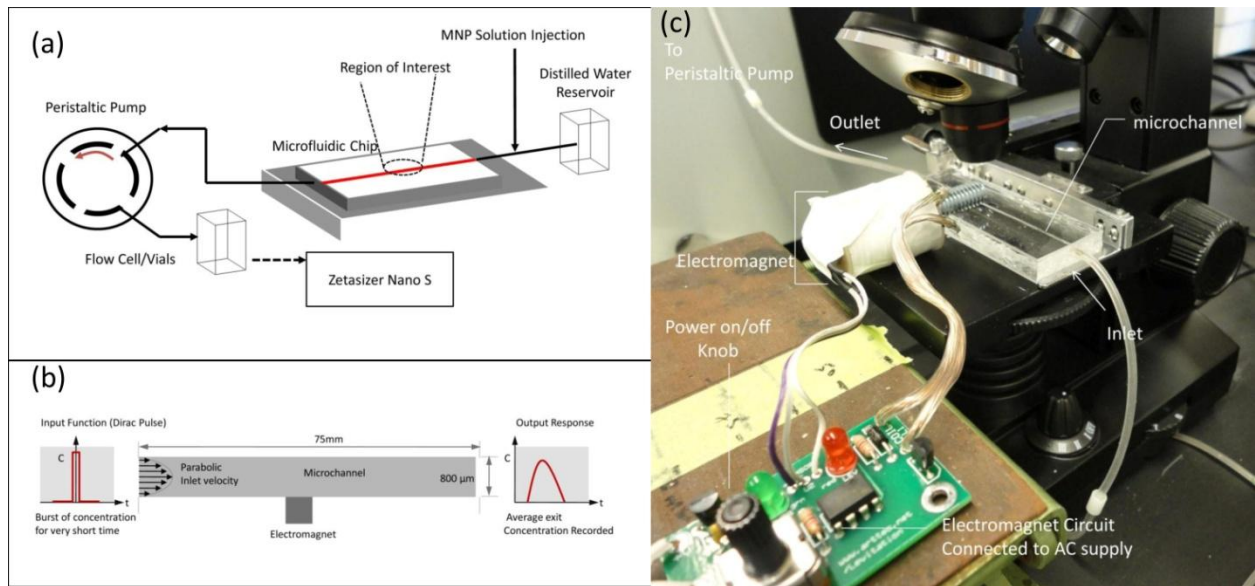 (a)
MNP Solution Injection
Region of Interest
Distilled Water
Reservoir
Peristaltic Pump
Microfluidic Chip
Flow Cell/Vials
Zetasizer Nano S
(b)
Input Function (Dirac Pulse)
C
t
Burst of concentration
for very short time
75mm
Parabolic
Inlet velocity
Microchannel
800 μm
Electromagnet
Output Response
C
t
Average exit
Concentration Recorded
(c)
To
Peristaltic Pump
Outlet
microchannel
Electromagnet
Inlet
Power on/off
Knob
COIL
L1
Electromagnet Circuit
Connected to AC supply